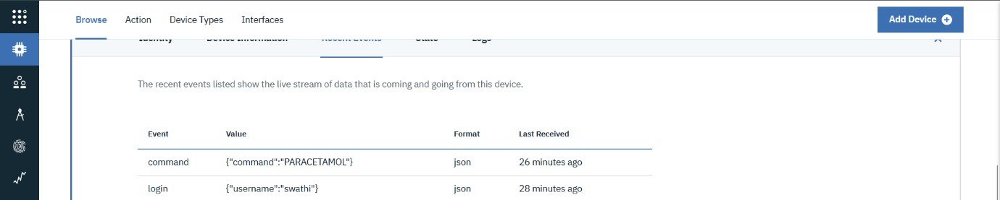 Browse Action Device Types Interfaces Add Device
Identity Device Information Recent Events State Logs
The recent events listed show the live stream of data that is coming and going from this device.
Event Value Format Last Received
command {"command":"PARACETAMOL"} json 26 minutes ago
login {"username":"swathi"} json 28 minutes ago